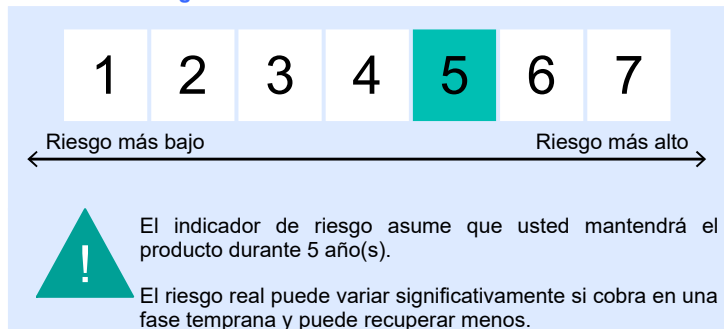 1 2 3 4 5 6 7
Riesgo más bajo Riesgo más alto
!
El indicador de riesgo asume que usted mantendrá el
producto durante 5 año(s).
El riesgo real puede variar significativamente si cobra en una
fase temprana y puede recuperar menos.